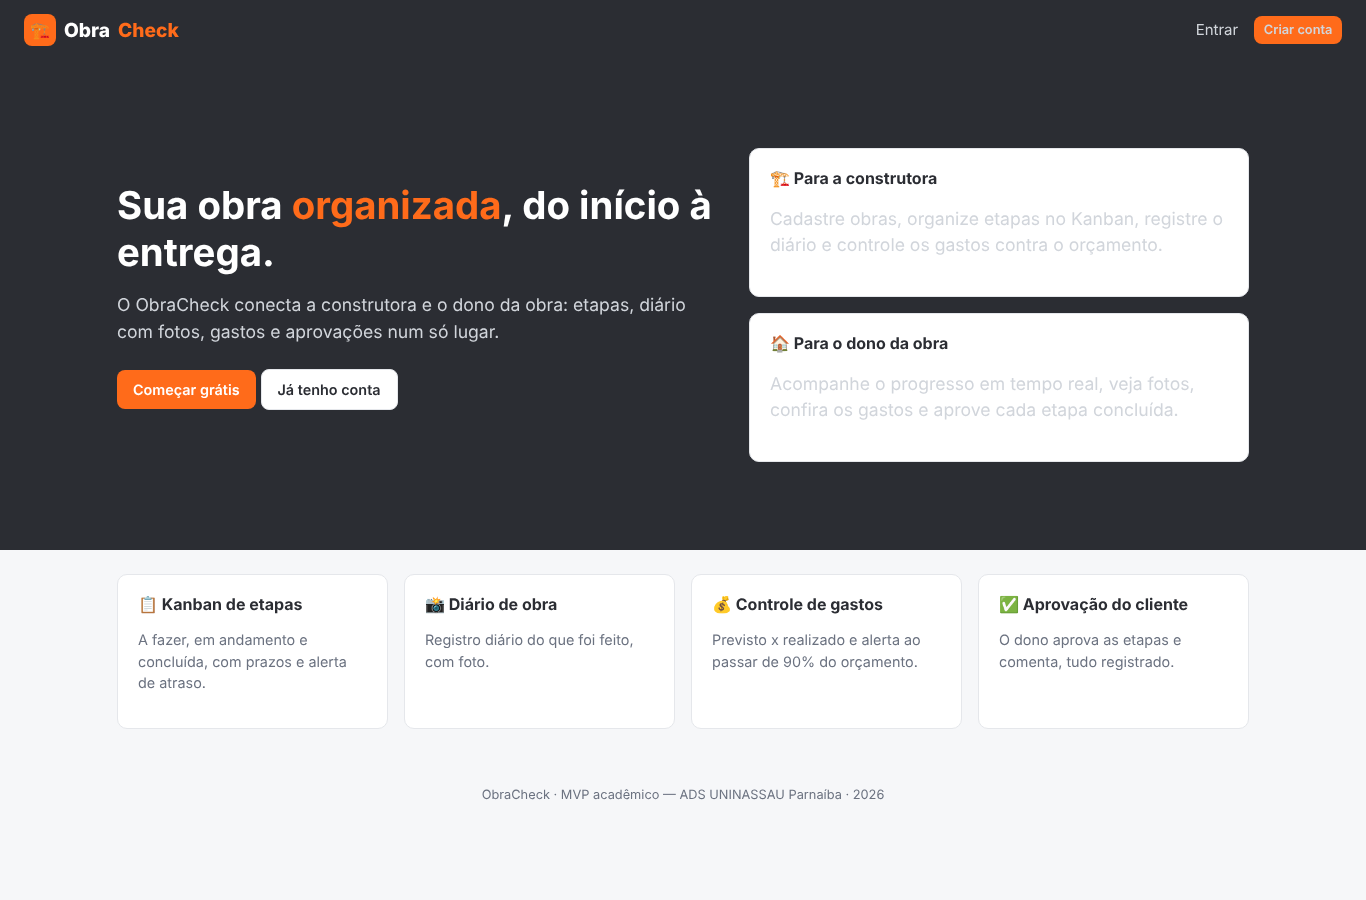 Obra Check
Entrar
Criar conta
Sua obra organizada, do início à
entrega.
O ObraCheck conecta a construtora e o dono da obra: etapas, diário
com fotos, gastos e aprovações num só lugar.
Começar grátis
Já tenho conta
Para a construtora
Cadastre obras, organize etapas no Kanban, registre o
diário e controle os gastos contra o orçamento.
Para o dono da obra
Acompanhe o progresso em tempo real, veja fotos,
confira os gastos e aprove cada etapa concluída.
Kanban de etapas
A fazer, em andamento e
concluída, com prazos e alerta
de atraso.
Diário de obra
Registro diário do que foi feito,
com foto.
Controle de gastos
Previsto x realizado e alerta ao
passar de 90% do orçamento.
Aprovação do cliente
O dono aprova as etapas e
comenta, tudo registrado.
ObraCheck · MVP acadêmico — ADS UNINASSAU Parnaíba · 2026